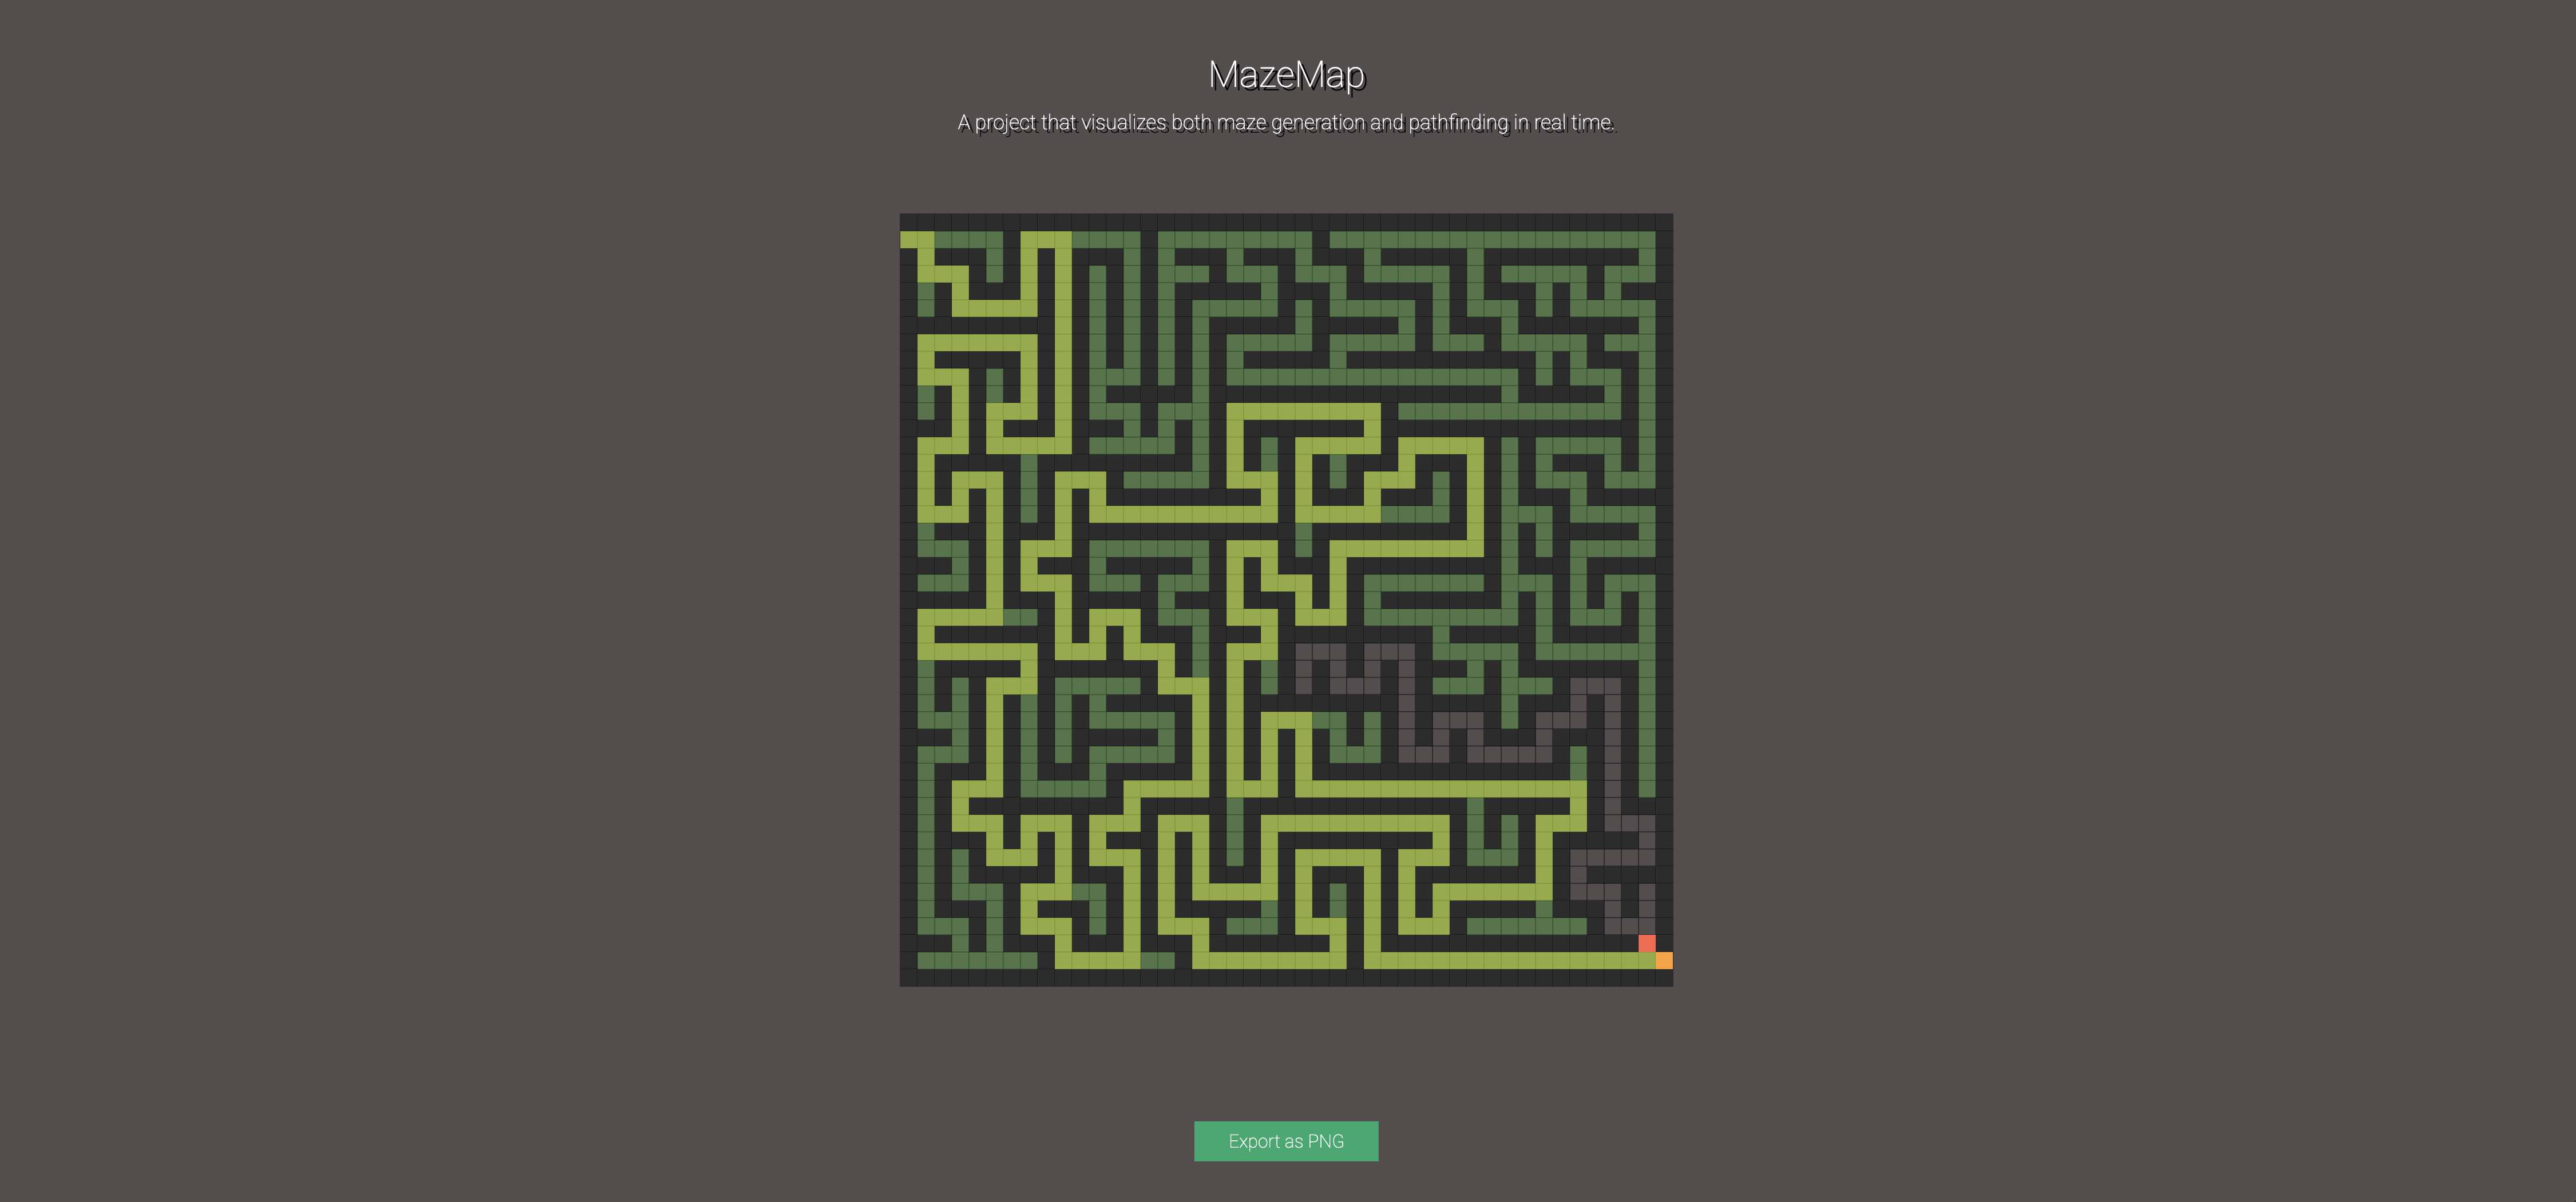 MazeMap
A project that visualizes both maze generation and pathfinding in real time.
Export as PNG